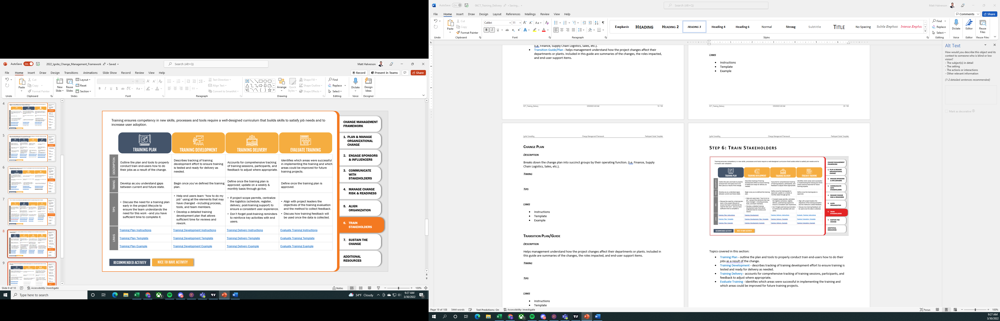 AutoSave On 2022_Ignite_Change_Management_Framework • Saved
Search (Alt+Q)
Matt Halverson
File Home Insert Draw Design Transitions Animations Slide Show Record Review View Help
Record Present in Teams Share
Undo
Paste
Cut
Copy
Format Painter
Clipboard
New Slide
Reuse Slides
Layout
Reset
Section
Slides
10
Font
Text Direction
Align Text
Convert to SmartArt
Paragraph
Arrange
Quick Styles
Shape Fill
Shape Outline
Shape Effects
Drawing
Find
Replace
Select
Editing
Dictate
Voice
Design Ideas
Designer
4
5
6
7
8
9
Training ensures competency in new skills, processes and tools require a well-designed curriculum that builds skills to satisfy job needs and to
increase user adoption.
TRAINING PLAN
TRAINING DEVELOPMENT
TRAINING DELIVERY
EVALUATE TRAINING
DESCRIPTION
Outline the plan and tools to properly
conduct train end-users how to do
their jobs as a result of the change.
Describes tracking of training
development effort to ensure training
is tested and ready for delivery as
needed.
Accounts for comprehensive tracking
of training sessions, participants, and
feedback to adjust where appropriate.
Identifies which areas were successful
in implementing the training and which
areas could be improved for future
training projects.
TIMING
Develop as you understand gaps
between current and future state.
Begin once you've defined the training
plan.
Define once the training plan is
approved; update on a weekly &
monthly basis through go-live.
Define once the training plan is
approved.
TIPS
• Discuss the need for a training plan
early in the project lifecycle to
ensure the team understands the
need for this work –and you have
sufficient time to complete it.
• Help end users learn "how to do my
job" using all the elements that may
have changed –including process,
tools, and team members.
• Develop a detailed training
development plan that allows
sufficient time for reviews and
rework.
• If project scope permits, centralize
the logistics (schedule, register,
delivery, post-training support) to
ensure a consistent user experience.
• Don't forget post-training reminders
to reinforce key activities with end
users.
• Align with project leaders the
objectives of the training evaluation
and the method to collect feedback.
• Discuss how training feedback will
be used once the data is collected.
LINKS
Training Plan Instructions
Training Development Instructions
Training Delivery Instructions
Evaluate Training Instructions
Training Plan Template
Training Development Template
Training Delivery Template
Evaluate Training Template
Training Plan Example
Training Development Example
Training Delivery Example
Evaluate Training Example
RECOMMENDED ACTIVITY
NICE TO HAVE ACTIVITY
CHANGE MANAGEMENT
FRAMEWORK
1. PLAN & MANAGE
ORGANIZATIONAL
CHANGE
2. ENGAGE SPONSORS
& INFLUENCERS
3. COMMUNICATE
WITH
STAKEHOLDERS
4. MANAGE CHANGE
RISK & READINESS
5. ALIGN
ORGANIZATION
6. TRAIN
STAKEHOLDERS
7. SUSTAIN THE
CHANGE
ADDITIONAL
RESOURCES
Slide 8 of 10 Accessibility: Investigate
Notes
100%
Type here to search
34°F Cloudy
9:27 AM
3/30/2022
AutoSave On 06CT_Training_Delivery • Saving...
Search (Alt+Q)
Matt Halverson
File Home Insert Draw Design Layout References Mailings Review View Help
Comments Share
Undo
Paste
Cut
Copy
Format Painter
Clipboard
Calibri
11
Font
Paragraph
Emphasis
HEADING
HEADING 2
HEADING 3
Heading 4
Heading 6
Normal
Strong
Subtitle
TITLE
No Spacing
Subtle Emphasi
Intense Empha
Styles
Find
Replace
Select
Editing
Dictate
Voice
Editor
Editor
Reuse Files
Reuse Files
(i.e. Finance, Supply Chain Logistics, Sales, etc.).
• Transition Guide/Plan - helps management understand how the project changes affect their
departments or plants. Included in this guide are summaries of the changes, the roles impacted,
and end-user support items.
3/30/2022 9:20 AM
19 / 108
LINKS
• Instructions
• Template
• Example
3/30/2022 9:20 AM
20 / 108
Ignite Consulting
Change Management Framework
Participant Guide Template
CHANGE PLAN
DESCRIPTION
Breaks down the change plan into succinct groups by their operating function. (i.e. Finance, Supply
Chain Logistics, Sales, etc.).
TIMING
TIPS
LINKS
• Instructions
• Template
• Example
TRANSITION PLAN/GUIDE
DESCRIPTION
Helps management understand how the project changes affect their departments or plants. Included in
this guide are summaries of the changes, the roles impacted, and end-user support items.
TIMING
TIPS
LINKS
• Instructions
• Template
Ignite Consulting
Change Management Framework
Participant Guide Template
STEP 6: TRAIN STAKEHOLDERS
Topics covered in this section:
• Training Plan - outline the plan and tools to properly conduct train end-users how to do their
jobs as a result of the change.
• Training Development - describes tracking of training development effort to ensure training is
tested and ready for delivery as needed.
• Training Delivery - accounts for comprehensive tracking of training sessions, participants, and
feedback to adjust where appropriate.
• Evaluate Training - identifies which areas were successful in implementing the training and
which areas could be improved for future training projects.
Alt Text
How would you describe this object and its
context to someone who is blind or low
vision?
- The subject(s) in detail
- The setting
- The actions or interactions
- Other relevant information
(1-2 detailed sentences recommended)
Mark as decorative
Page 19 of 108 5444 words Text Predictions: On Accessibility: Investigate
Focus
100%
9:27 AM
3/30/2022